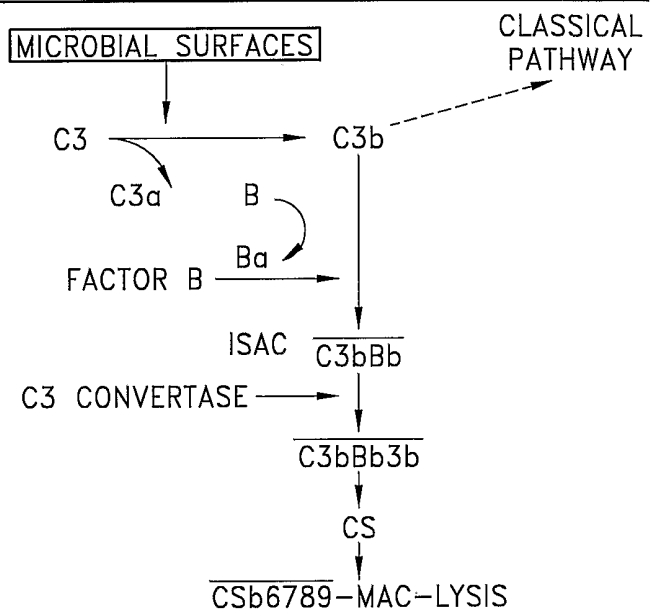 MICROBIAL SURFACES
CLASSICAL
PATHWAY
C3
C3b
C3a
B
Ba
FACTOR B
ISAC
C3bBb
C3 CONVERTASE
C3bBb3b
CS
CSb6789-MAC-LYSIS